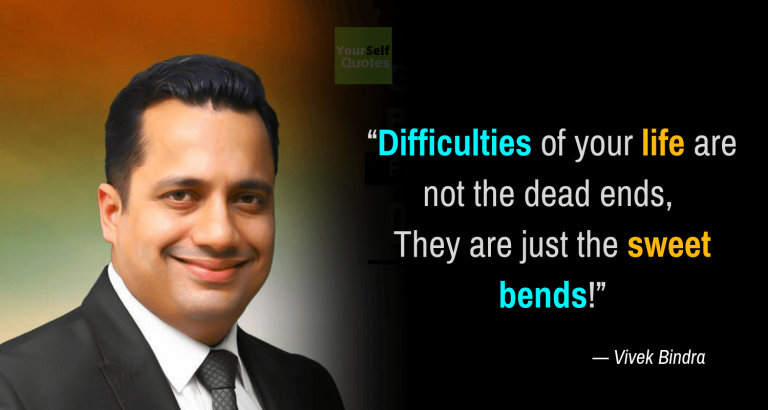 YourSelf
Quotes
“Difficulties of your life are
not the dead ends,
They are just the sweet
bends!”
— Vivek Bindra